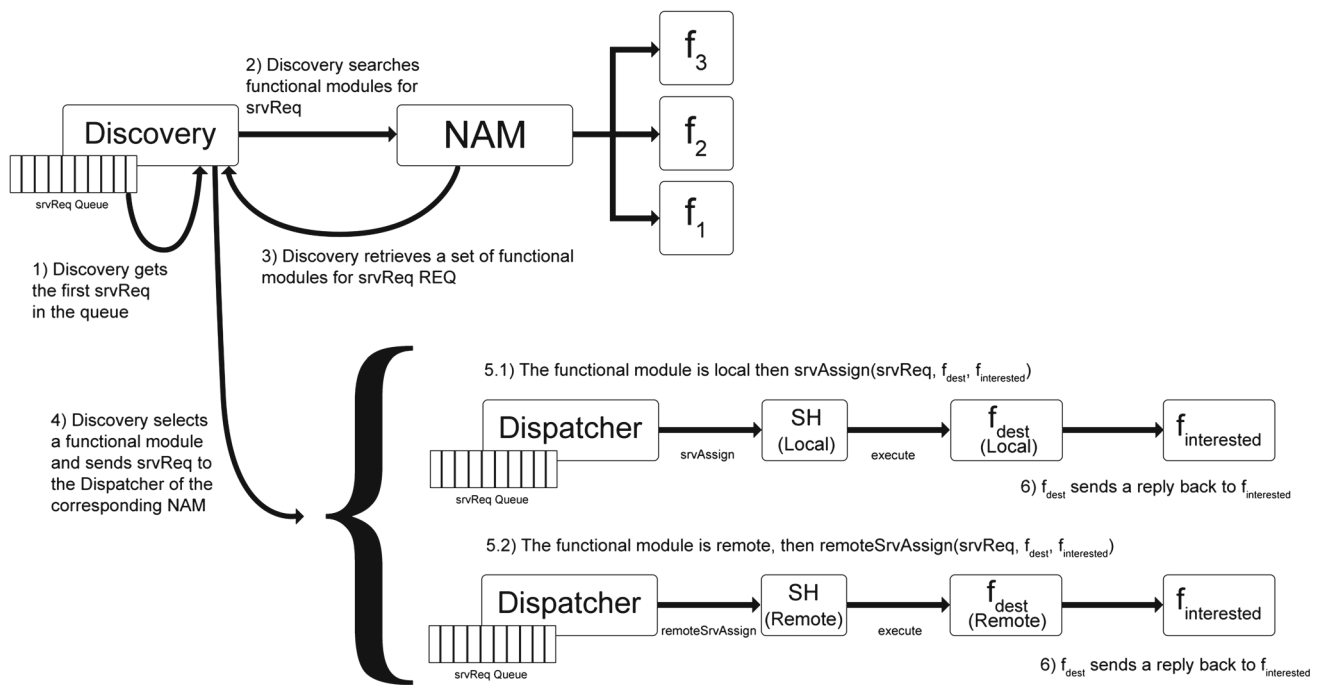 f3
2) Discovery searches
functional modules for
srvReq
Discovery
NAM
f2
srvReq Queue
f1
3) Discovery retrieves a set of functional
modules for srvReq REQ
1) Discovery gets
the first srvReq
in the queue
5.1) The functional module is local then srvAssign(srvReq, fdest, finterested)
4) Discovery selects
a functional module
and sends srvReq to
the Dispatcher of the
corresponding NAM
Dispatcher
srvAssign
SH
(Local)
execute
fdest
(Local)
finterested
srvReq Queue
6) fdest sends a reply back to finterested
5.2) The functional module is remote, then remoteSrvAssign(srvReq, fdest, finterested)
Dispatcher
remoteSrvAssign
SH
(Remote)
execute
fdest
(Remote)
finterested
srvReq Queue
6) fdest sends a reply back to finterested